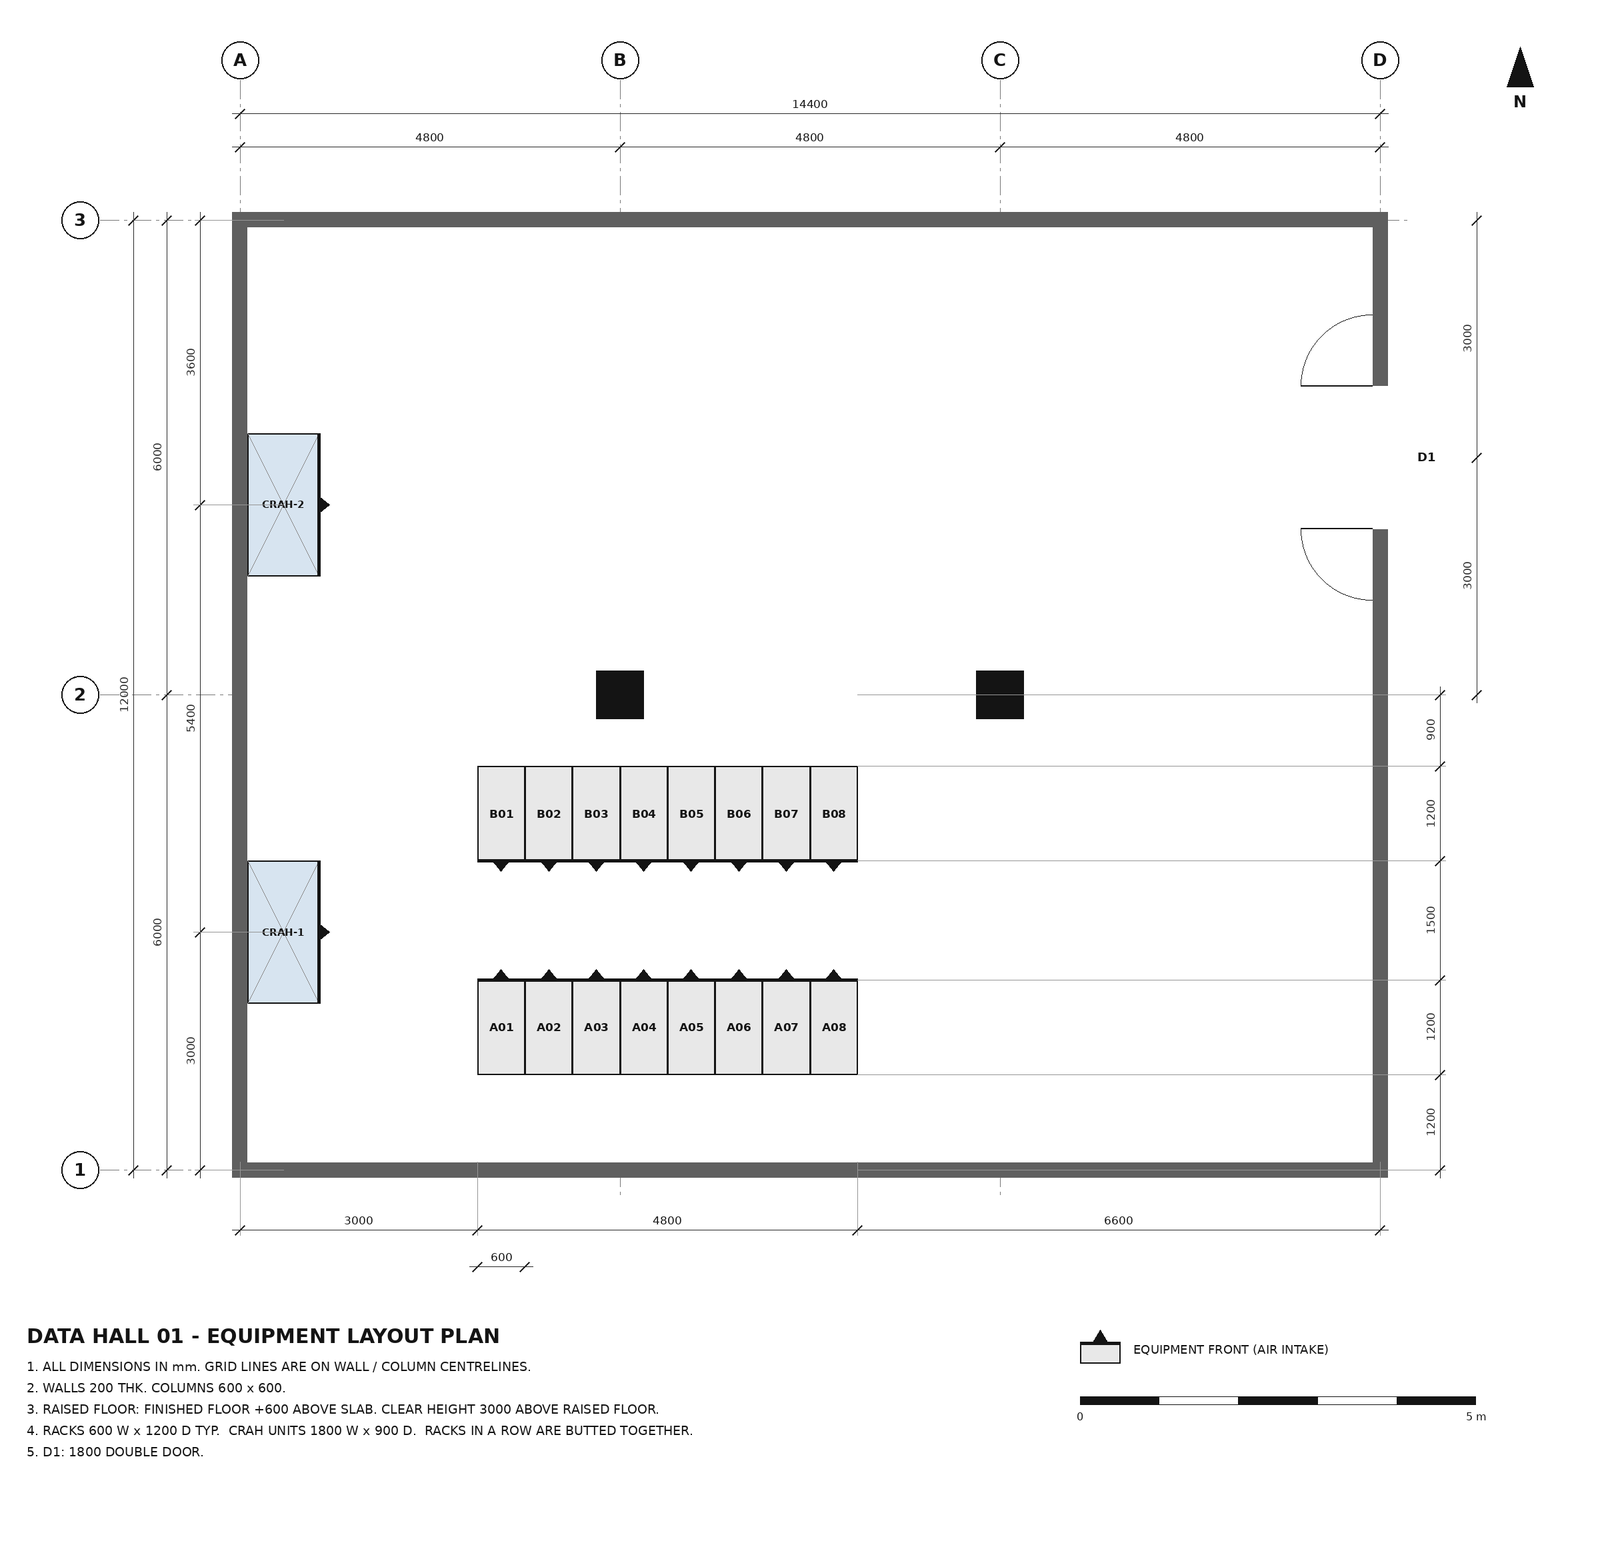 A B C D
N
14400
4800 4800 4800
3
2
1
12000
6000
6000
3600
5400
3000
CRAH-2
CRAH-1
D1
3000
3000
900
1200
1500
1200
1200
B01 B02 B03 B04 B05 B06 B07 B08
A01 A02 A03 A04 A05 A06 A07 A08
3000 4800 6600
600
DATA HALL 01 - EQUIPMENT LAYOUT PLAN
1. ALL DIMENSIONS IN mm. GRID LINES ARE ON WALL / COLUMN CENTRELINES.
2. WALLS 200 THK. COLUMNS 600 x 600.
3. RAISED FLOOR: FINISHED FLOOR +600 ABOVE SLAB. CLEAR HEIGHT 3000 ABOVE RAISED FLOOR.
4. RACKS 600 W x 1200 D TYP.  CRAH UNITS 1800 W x 900 D.  RACKS IN A ROW ARE BUTTED TOGETHER.
5. D1: 1800 DOUBLE DOOR.
EQUIPMENT FRONT (AIR INTAKE)
0 5 m